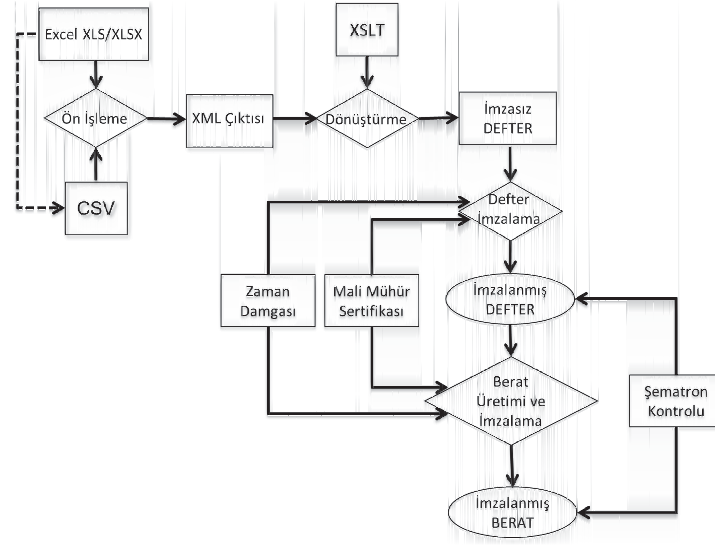 Excel XLS/XLSX
XSLT
Ön İşleme
XML Çıktısı
Dönüştürme
İmzasız
DEFTER
CSV
Defter
İmzalama
Zaman
Damgası
Mali Mühür
Sertifikası
İmzalanmış
DEFTER
Berat
Üretimi ve
İmzalama
Şematron
Kontrolu
İmzalanmış
BERAT